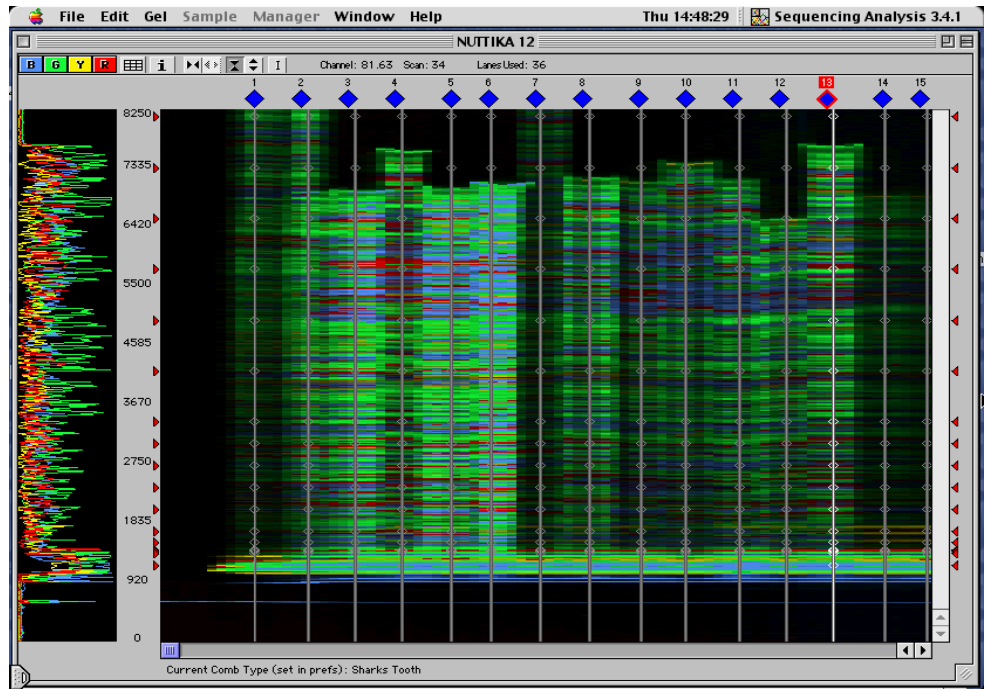 File Edit Gel Sample Manager Window Help Thu 14:48:29 Sequencing Analysis 3.4.1
NUTTIKA 12
B G Y R i I Channel: 81.63 Scan: 34 Lanes Used: 36
1 2 3 4 5 6 7 8 9 10 11 12 13 14 15
8250
7335
6420
5500
4585
3670
2750
1835
920
0
Current Comb Type (set in prefs): Sharks Tooth